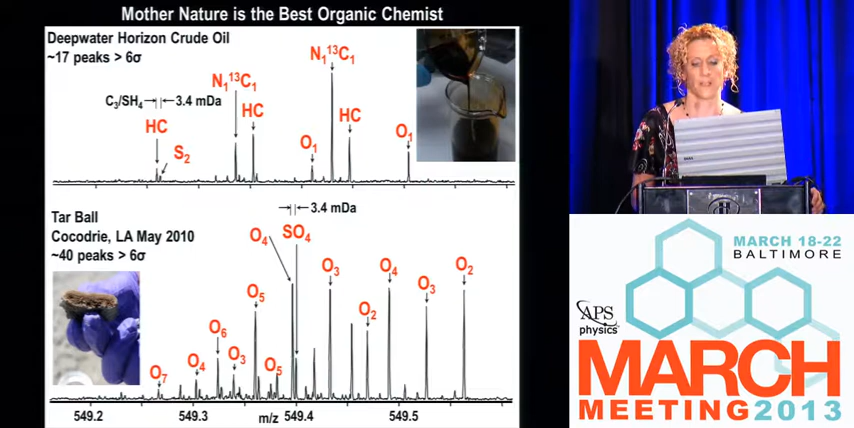 Mother Nature is the Best Organic Chemist
Deepwater Horizon Crude Oil
~17 peaks > 6σ
C₃/SH₄
3.4 mDa
HC
S₂
N₁¹³C₁
HC
O₁
N₁¹³C₁
HC
O₁
Tar Ball
Cocodrie, LA May 2010
~40 peaks > 6σ
3.4 mDa
O₇
O₄
O₆
O₃
O₅
O₅
O₄
SO₄
O₃
O₂
O₄
O₃
O₂
549.2
549.3
549.4
549.5
m/z
MARCH 18-22
BALTIMORE
APS
physics
MARCH
MEETING 2013